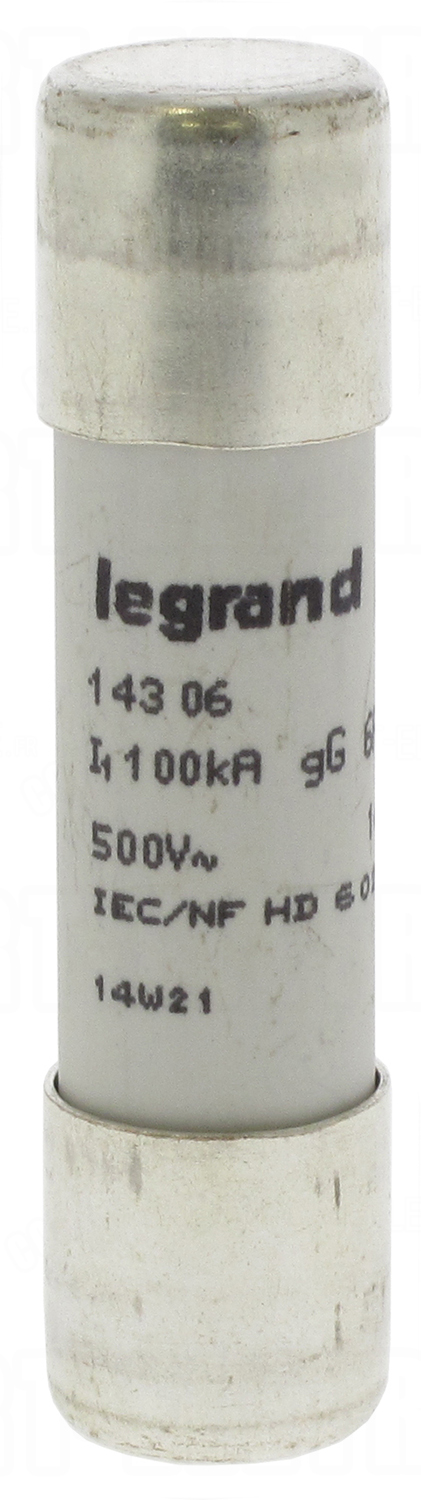 legrand
143 06
I₁ 100kA gG
500V~
IEC/NF HD
14W21